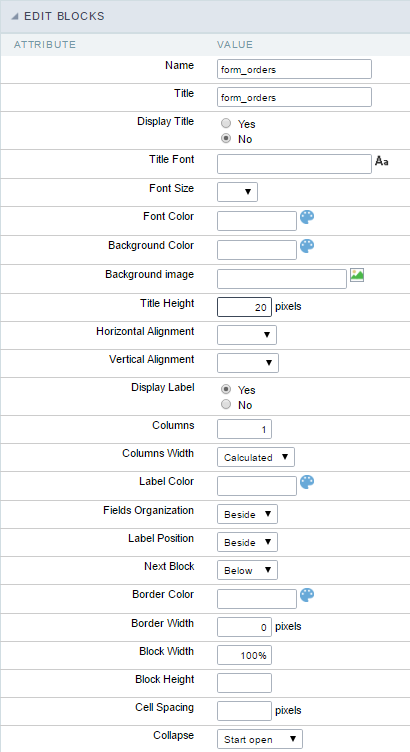 EDIT BLOCKS
ATTRIBUTE VALUE
Name form_orders
Title form_orders
Display Title Yes
No
Title Font Aa
Font Size
Font Color
Background Color
Background image
Title Height 20 pixels
Horizontal Alignment
Vertical Alignment
Display Label Yes
No
Columns 1
Columns Width Calculated
Label Color
Fields Organization Beside
Label Position Beside
Next Block Below
Border Color
Border Width 0 pixels
Block Width 100%
Block Height
Cell Spacing pixels
Collapse Start open